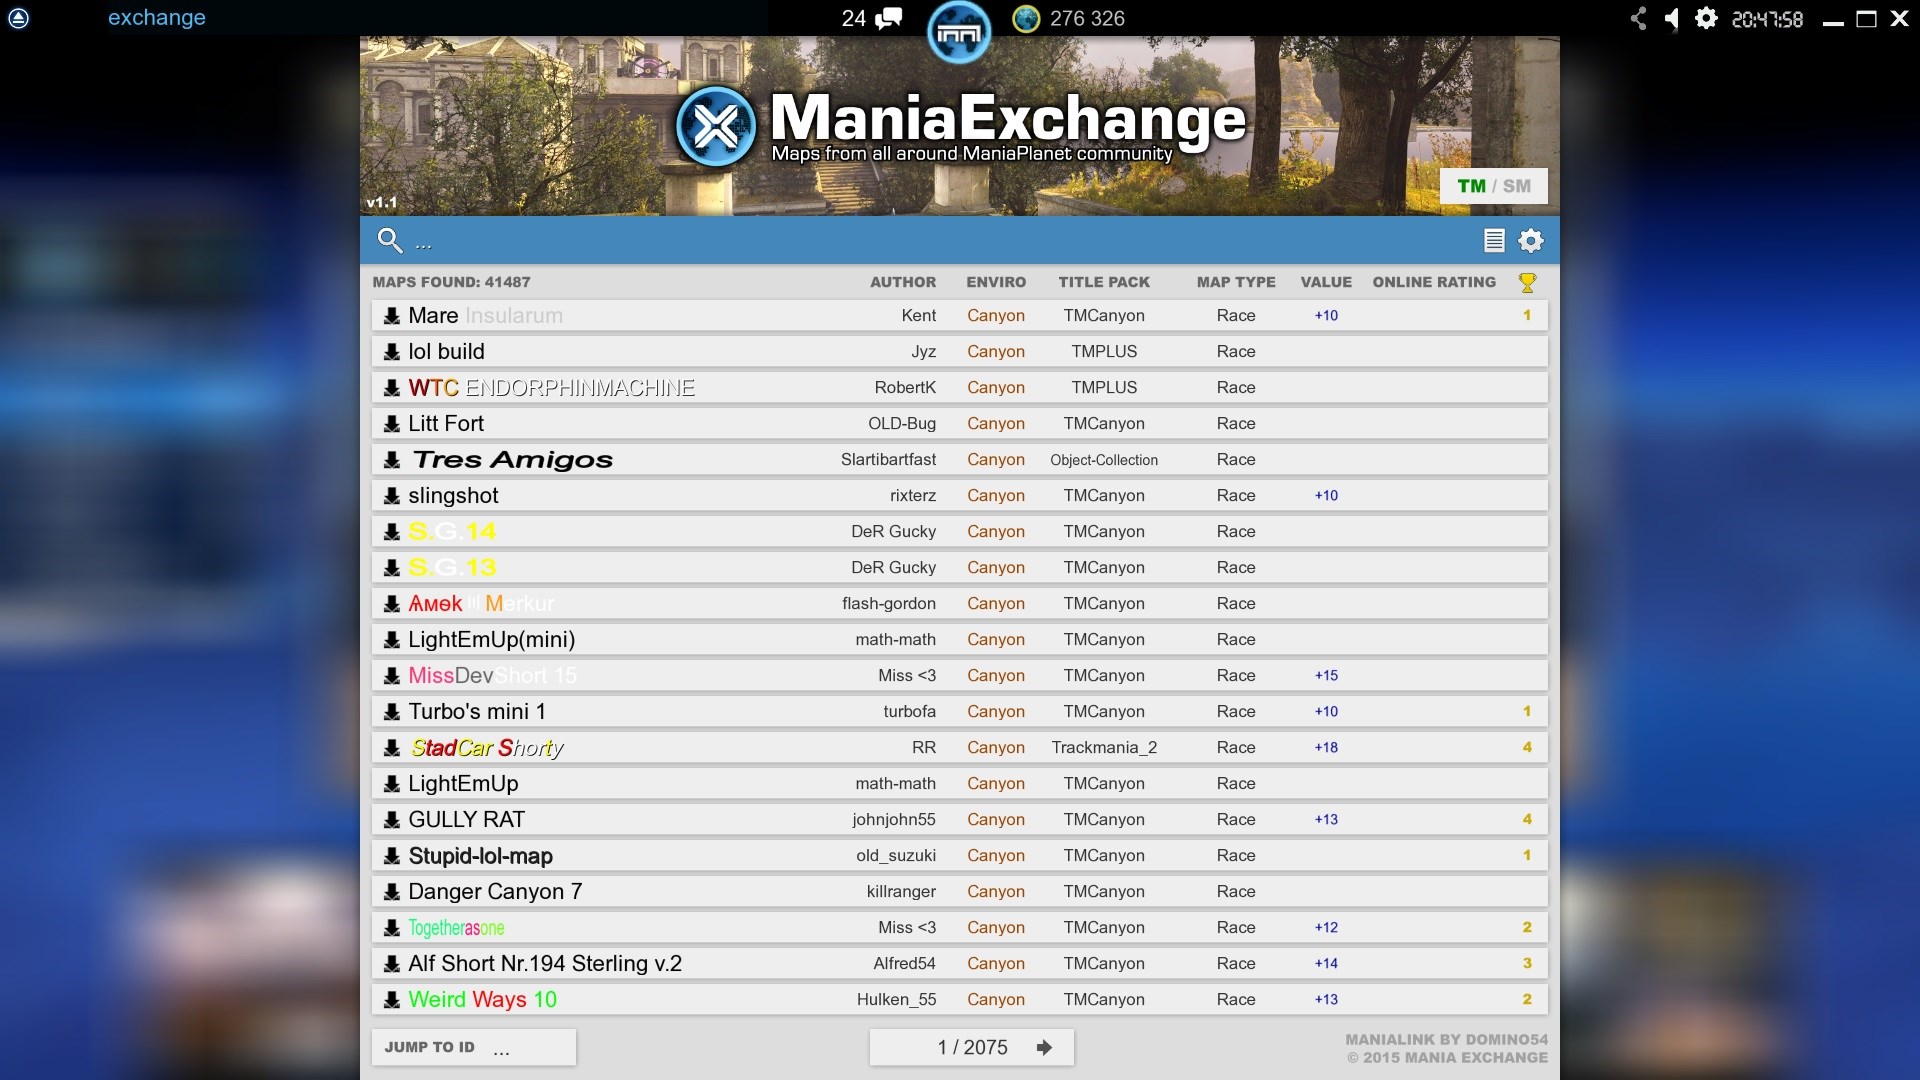 exchange 24 276 326 20:47:58
ManiaExchange
Maps from all around ManiaPlanet community
TM / SM
v1.1
...
MAPS FOUND: 41487 AUTHOR ENVIRO TITLE PACK MAP TYPE VALUE ONLINE RATING
Mare Insularum Kent Canyon TMCanyon Race +10 1
lol build Jyz Canyon TMPLUS Race
WTC ENDORPHINMACHINE RobertK Canyon TMPLUS Race
Litt Fort OLD-Bug Canyon TMCanyon Race
Tres Amigos Slartibartfast Canyon Object-Collection Race
slingshot rixterz Canyon TMCanyon Race +10
S.G.14 DeR Gucky Canyon TMCanyon Race
S.G.13 DeR Gucky Canyon TMCanyon Race
Merkur flash-gordon Canyon TMCanyon Race
LightEmUp(mini) math-math Canyon TMCanyon Race
MissDevShort 15 Miss <3 Canyon TMCanyon Race +15
Turbo's mini 1 turbofa Canyon TMCanyon Race +10 1
StadCar Shorty RR Canyon Trackmania_2 Race +18 4
LightEmUp math-math Canyon TMCanyon Race
GULLY RAT johnjohn55 Canyon TMCanyon Race +13 4
Stupid-lol-map old_suzuki Canyon TMCanyon Race 1
Danger Canyon 7 killranger Canyon TMCanyon Race
Togetherasone Miss <3 Canyon TMCanyon Race +12 2
Alf Short Nr.194 Sterling v.2 Alfred54 Canyon TMCanyon Race +14 3
Weird Ways 10 Hulken_55 Canyon TMCanyon Race +13 2
JUMP TO ID ... 1 / 2075
MANIALINK BY DOMINO54
© 2015 MANIA EXCHANGE